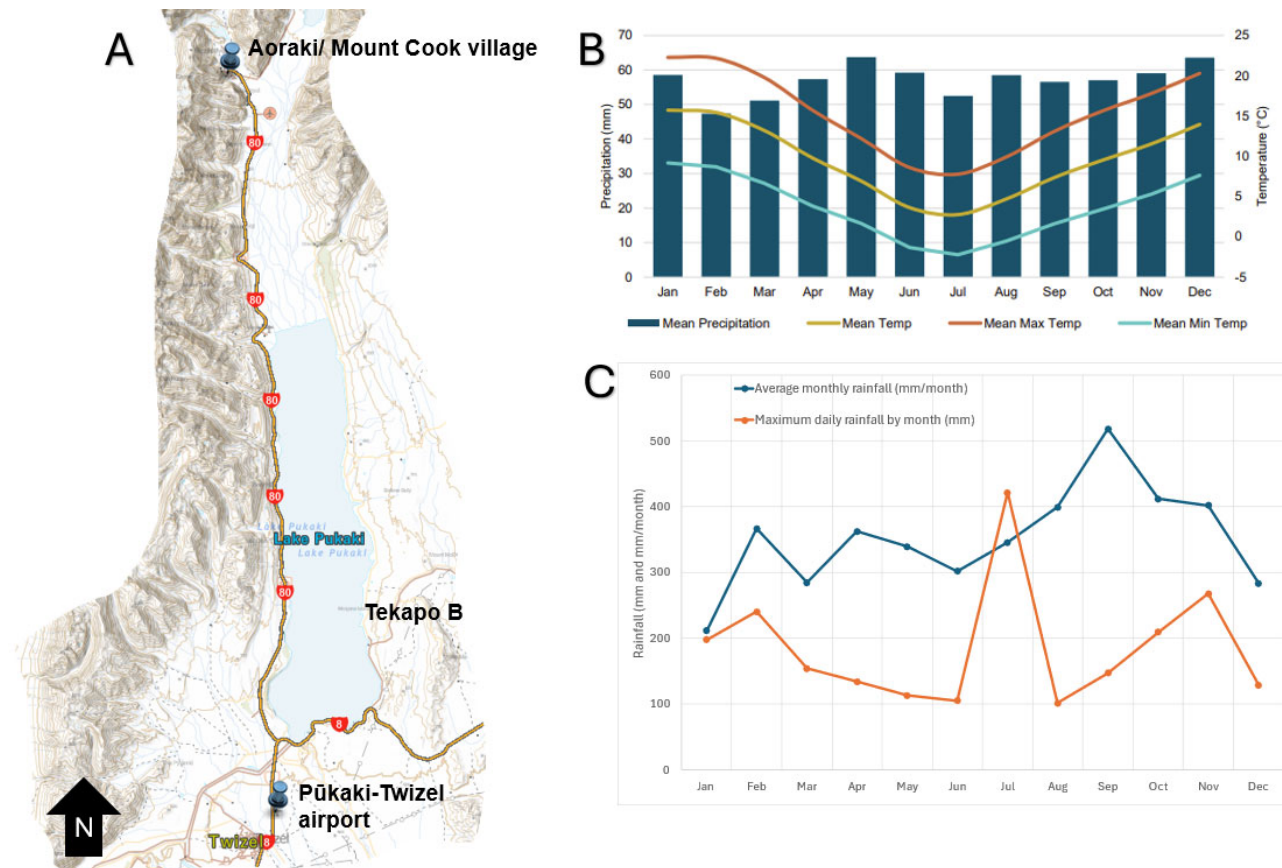 A
Aoraki/ Mount Cook village
80
80
80
80
Lake Pukaki
Lake Pukaki
Lake Pukaki
80
Tekapo B
8
Pūkaki-Twizel
airport
N
Twizel
8
B
70
60
50
40
30
20
10
0
Precipitation (mm)
25
20
15
10
5
0
-5
Temperature (°C)
Jan Feb Mar Apr May Jun Jul Aug Sep Oct Nov Dec
Mean Precipitation Mean Temp Mean Max Temp Mean Min Temp
C
600
500
400
300
200
100
0
Rainfall (mm and mm/month)
Average monthly rainfall (mm/month)
Maximum daily rainfall by month (mm)
Jan Feb Mar Apr May Jun Jul Aug Sep Oct Nov Dec